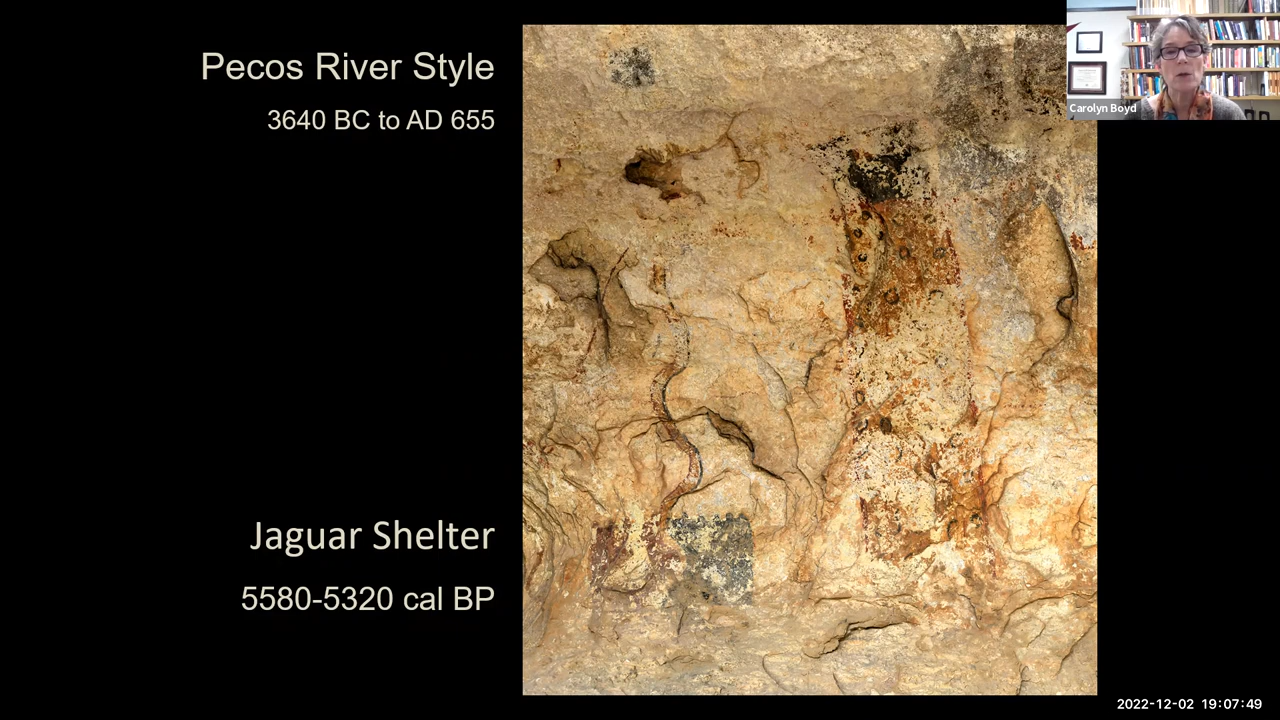 Pecos River Style
3640 BC to AD 655
Jaguar Shelter
5580-5320 cal BP
Carolyn Boyd
2022-12-02 19:07:49